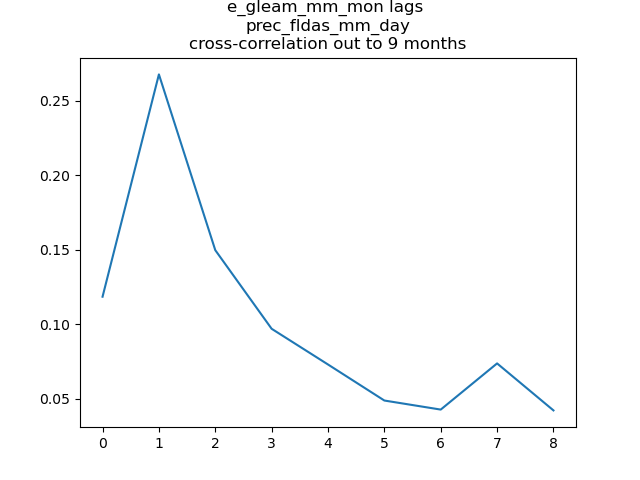 e_gleam_mm_mon lags
prec_fldas_mm_day
cross-correlation out to 9 months
0.25
0.20
0.15
0.10
0.05
0 1 2 3 4 5 6 7 8